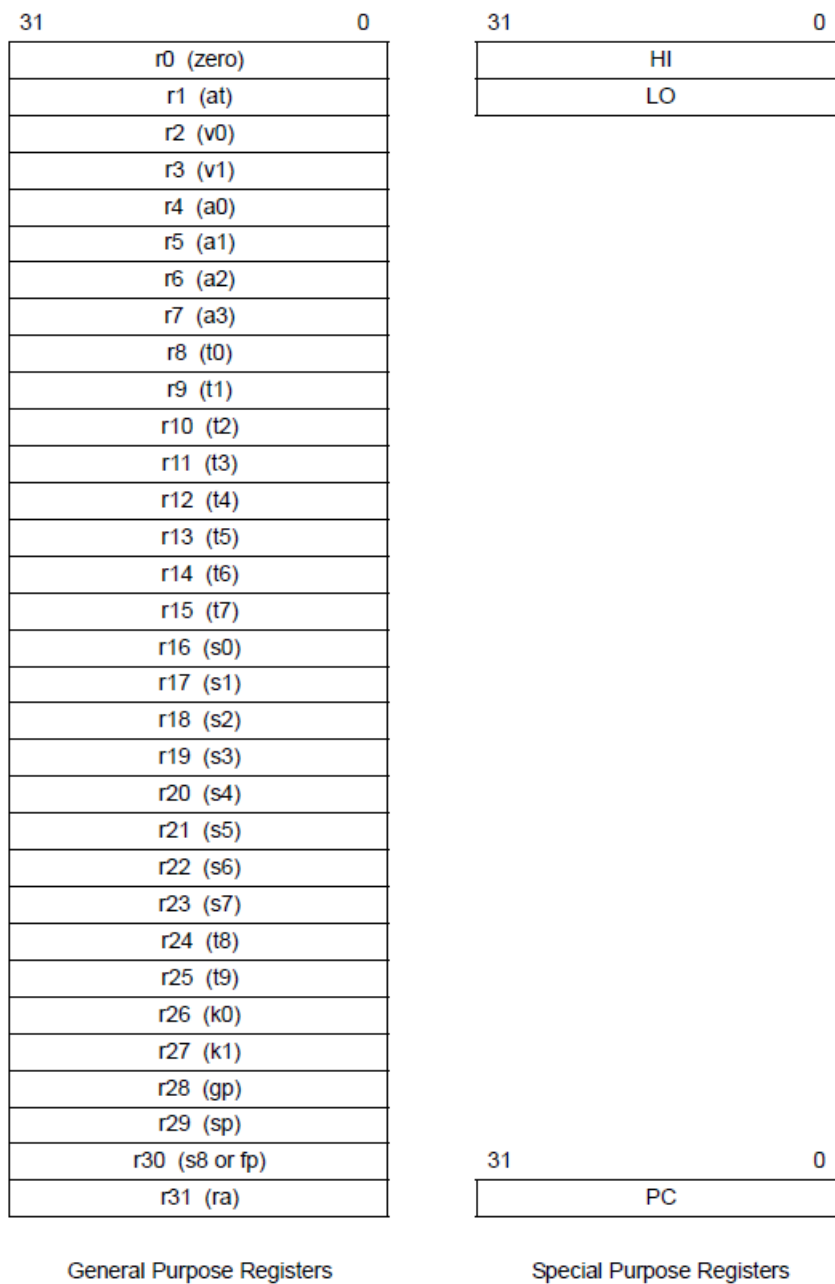 31 0
r0 (zero)
r1 (at)
r2 (v0)
r3 (v1)
r4 (a0)
r5 (a1)
r6 (a2)
r7 (a3)
r8 (t0)
r9 (t1)
r10 (t2)
r11 (t3)
r12 (t4)
r13 (t5)
r14 (t6)
r15 (t7)
r16 (s0)
r17 (s1)
r18 (s2)
r19 (s3)
r20 (s4)
r21 (s5)
r22 (s6)
r23 (s7)
r24 (t8)
r25 (t9)
r26 (k0)
r27 (k1)
r28 (gp)
r29 (sp)
r30 (s8 or fp)
r31 (ra)
General Purpose Registers
31 0
HI
LO
31 0
PC
Special Purpose Registers